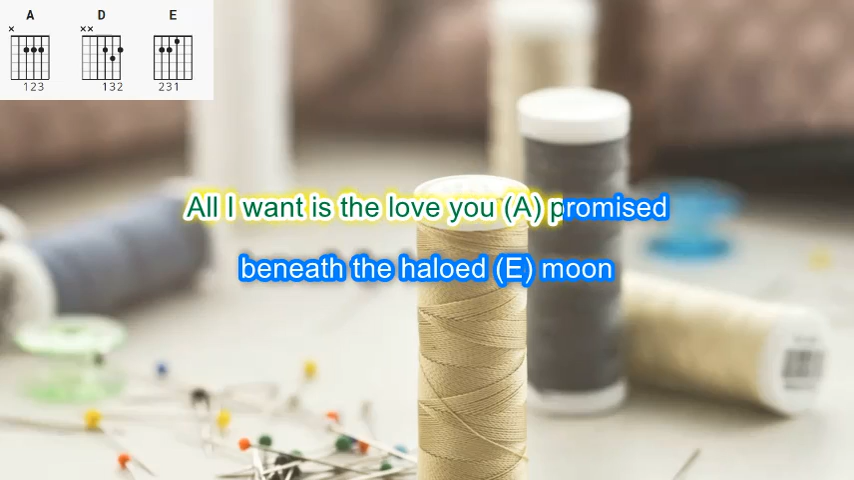 A D E
× ×× 
123 132 231
All I want is the love you (A) promised
beneath the haloed (E) moon